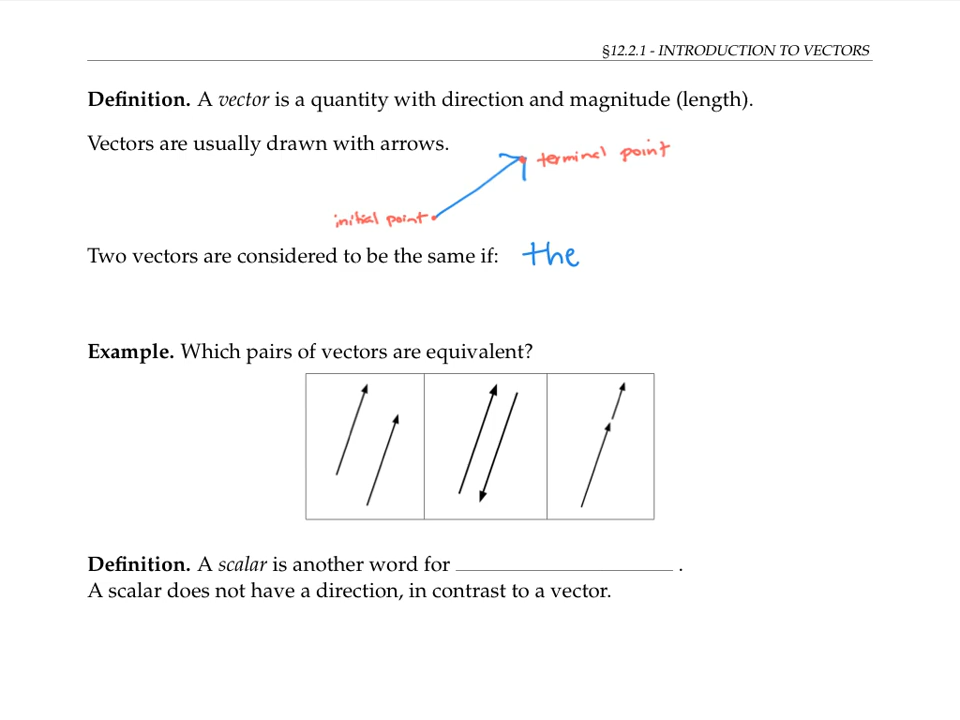 §12.2.1 - INTRODUCTION TO VECTORS
Definition. A vector is a quantity with direction and magnitude (length).
Vectors are usually drawn with arrows.
terminal point
initial point
Two vectors are considered to be the same if: the
Example. Which pairs of vectors are equivalent?
Definition. A scalar is another word for ____________________ .
A scalar does not have a direction, in contrast to a vector.